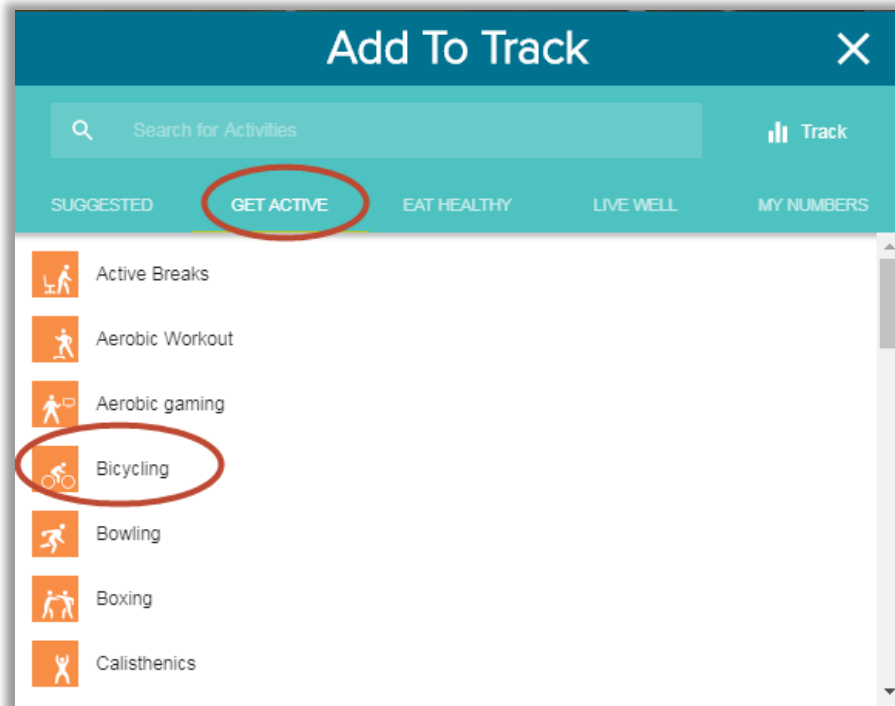 Add To Track
Search for Activities
Track
SUGGESTED GET ACTIVE EAT HEALTHY LIVE WELL MY NUMBERS
Active Breaks
Aerobic Workout
Aerobic gaming
Bicycling
Bowling
Boxing
Calisthenics